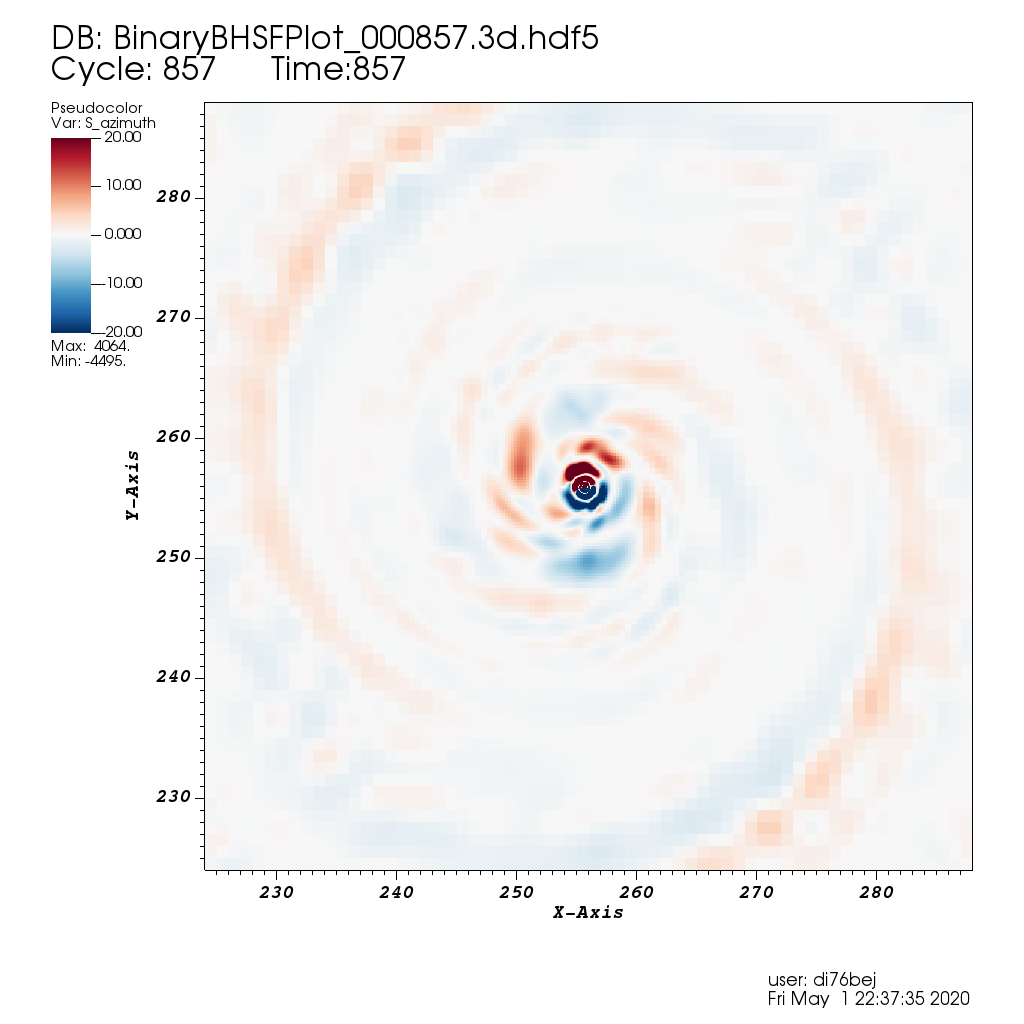 DB: BinaryBHSFPlot_000857.3d.hdf5
Cycle: 857 Time:857
Pseudocolor
Var: S_azimuth
20.00
10.00
0.000
-10.00
-20.00
Max: 4064.
Min: -4495.
280
270
260
250
240
230
Y-Axis
230 240 250 260 270 280
X-Axis
user: di76bej
Fri May 1 22:37:35 2020